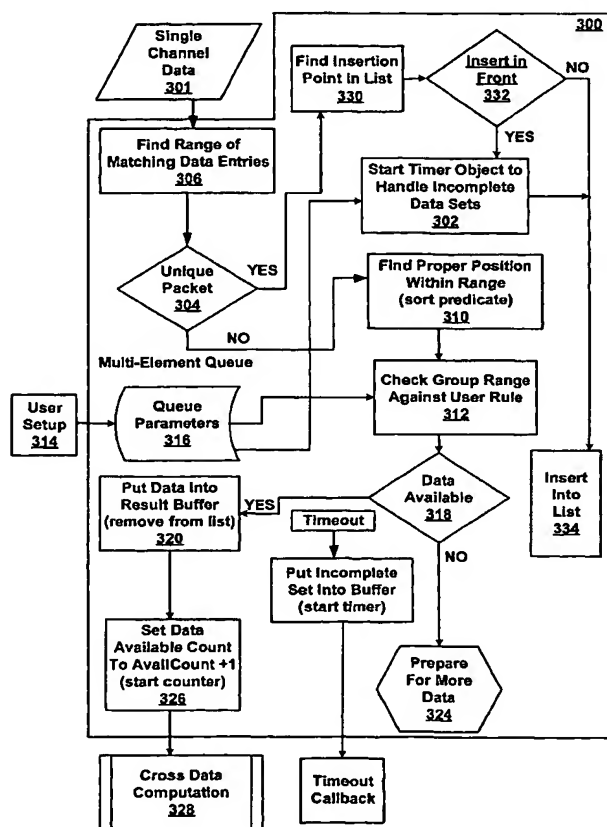 300
Single
Channel
Data
301
Find Insertion
Point in List
330
Insert in
Front
332
NO
YES
Find Range of
Matching Data Entries
306
Start Timer Object to
Handle Incomplete
Data Sets
302
Unique
Packet
304
YES
NO
Find Proper Position
Within Range
(sort predicate)
310
Multi-Element Queue
User
Setup
314
Queue
Parameters
316
Check Group Range
Against User Rule
312
Put Data Into
Result Buffer
(remove from list)
320
YES
Data
Available
318
Insert
Into
List
334
Timeout
NO
Put Incomplete
Set Into Buffer
(start timer)
Set Data
Available Count
To AvailCount +1
(start counter)
326
Prepare
For More
Data
324
Cross Data
Computation
328
Timeout
Callback